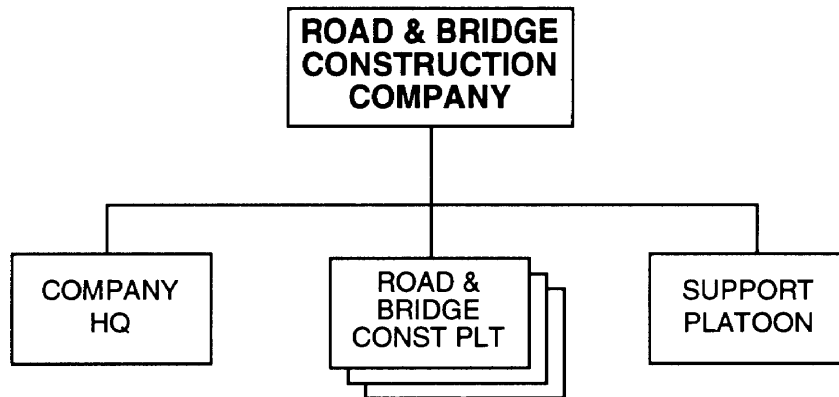 ROAD & BRIDGE
CONSTRUCTION
COMPANY
COMPANY
HQ
ROAD &
BRIDGE
CONST PLT
SUPPORT
PLATOON